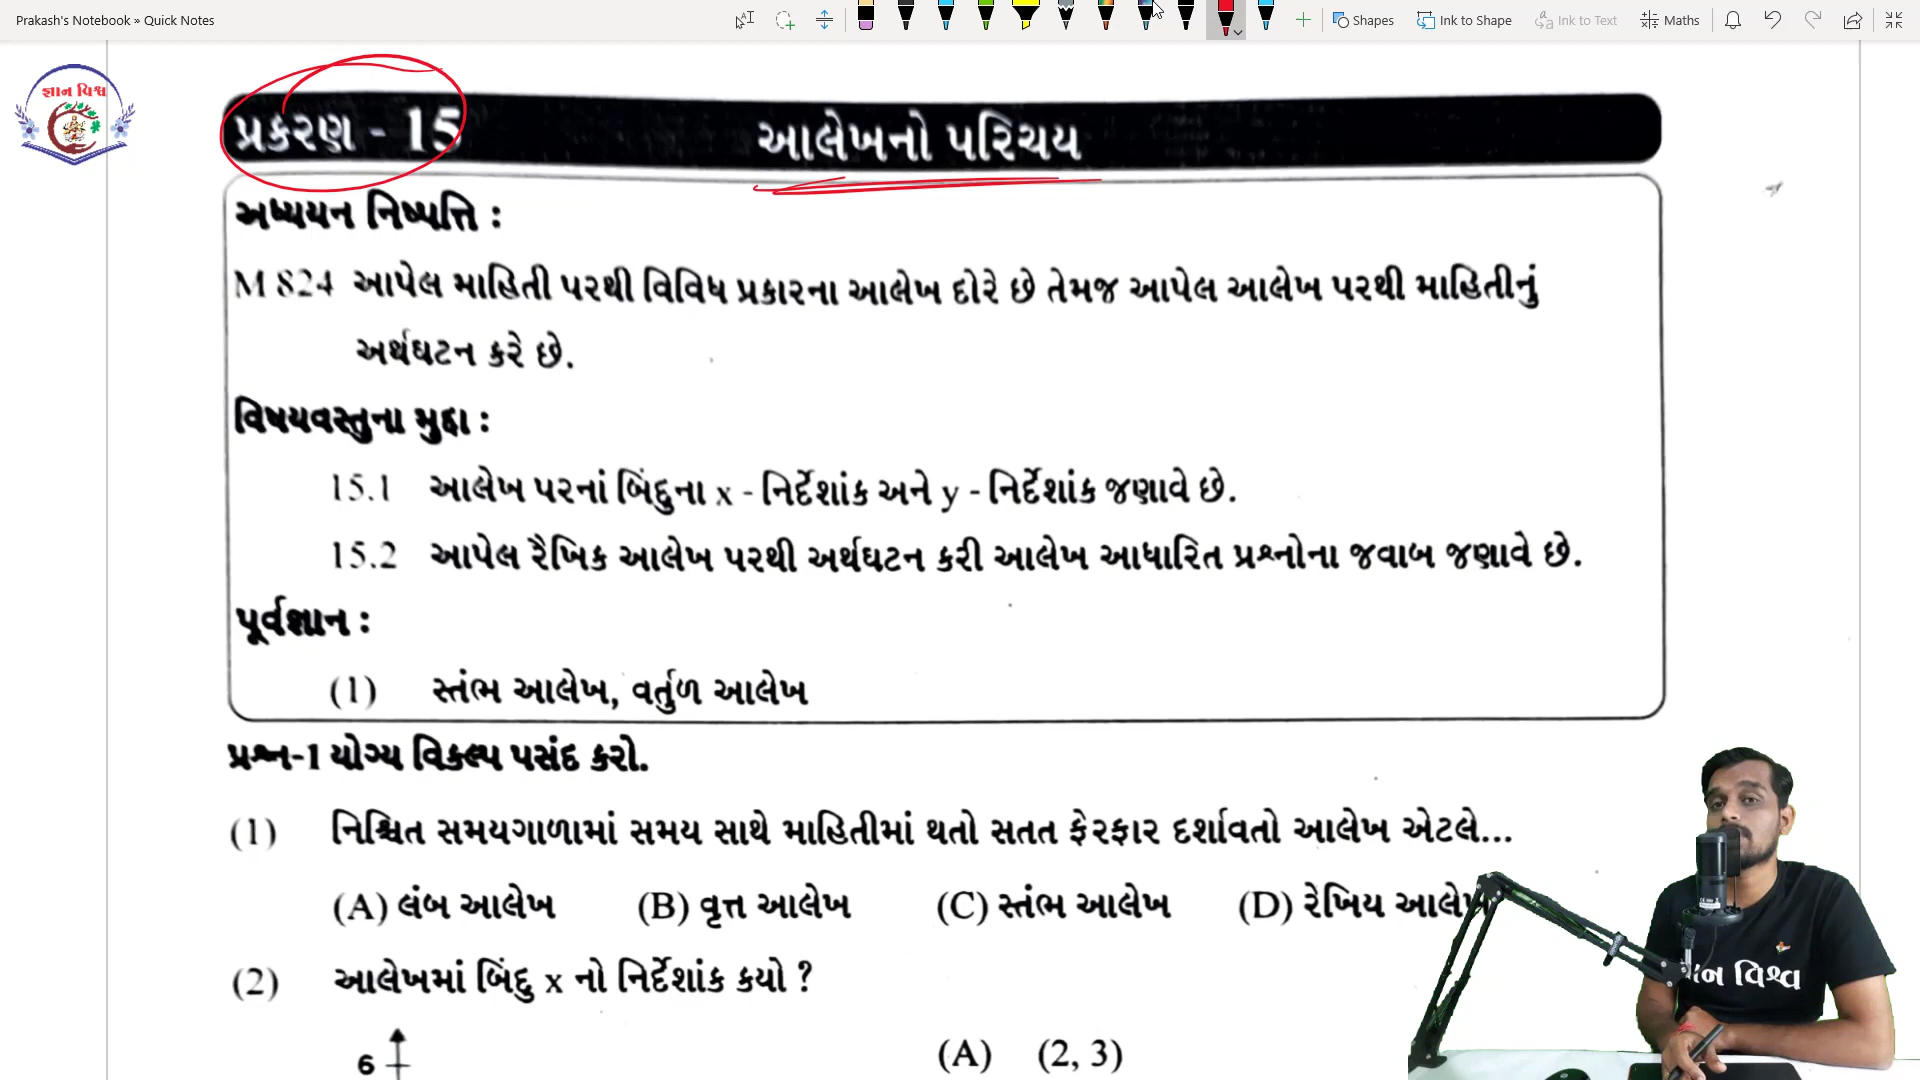 Prakash's Notebook » Quick Notes
Shapes
Ink to Shape
Ink to Text
Maths
જ્ઞાન વિશ્વ
પ્રકરણ - 15 આલેખનો પરિચય
અધ્યયન નિષ્પત્તિ :
M 824 આપેલ માહિતી પરથી વિવિધ પ્રકારના આલેખ દોરે છે તેમજ આપેલ આલેખ પરથી માહિતીનું
અર્થઘટન કરે છે.
વિષયવસ્તુના મુદ્દા :
15.1 આલેખ પરનાં બિંદુના x - નિર્દેશાંક અને y - નિર્દેશાંક જણાવે છે.
15.2 આપેલ રૈખિક આલેખ પરથી અર્થઘટન કરી આલેખ આધારિત પ્રશ્નોના જવાબ જણાવે છે.
પૂર્વજ્ઞાન :
(1) સ્તંભ આલેખ, વર્તુળ આલેખ
પ્રશ્ન-1 યોગ્ય વિકલ્પ પસંદ કરો.
(1) નિશ્ચિત સમયગાળામાં સમય સાથે માહિતીમાં થતો સતત ફેરફાર દર્શાવતો આલેખ એટલે...
(A) લંબ આલેખ (B) વૃત્ત આલેખ (C) સ્તંભ આલેખ (D) રેખિય
(2) આલેખમાં બિંદુ x નો નિર્દેશાંક કયો ?
6 (A) (2, 3)
વિશ્વ